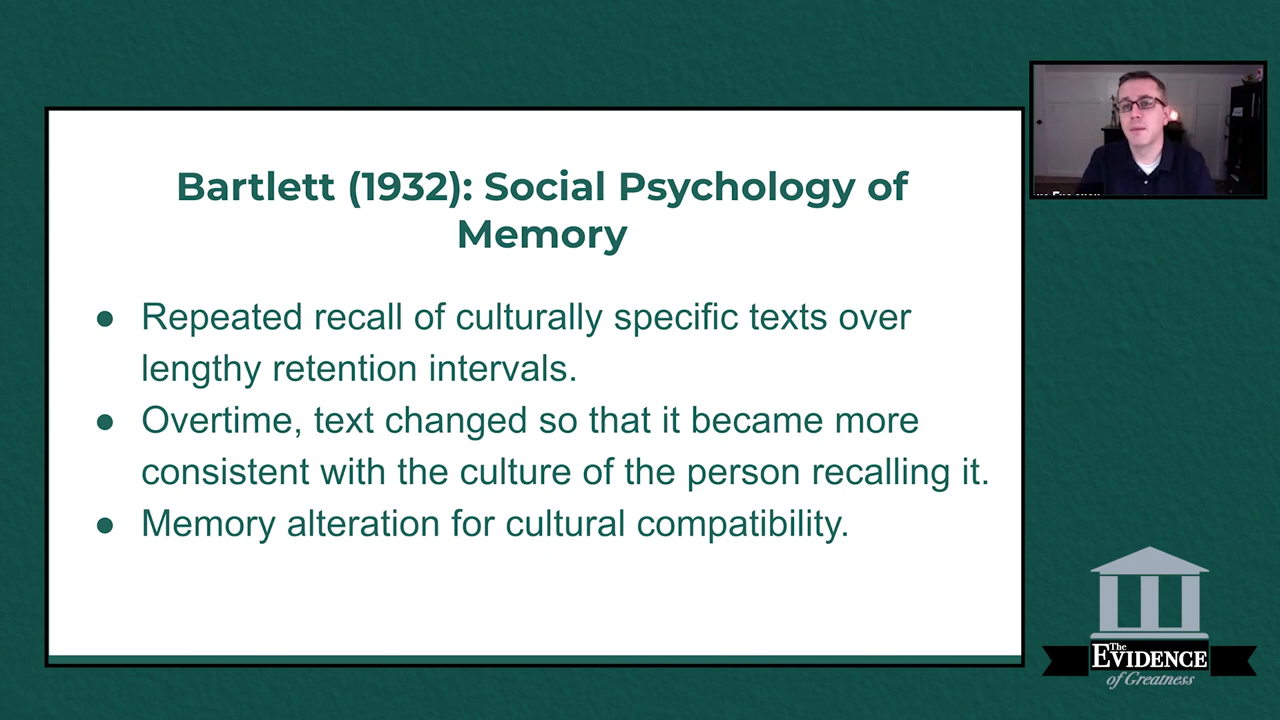 Bartlett (1932): Social Psychology of
Memory
● Repeated recall of culturally specific texts over
lengthy retention intervals.
● Overtime, text changed so that it became more
consistent with the culture of the person recalling it.
● Memory alteration for cultural compatibility.
The
EVIDENCE
of Greatness